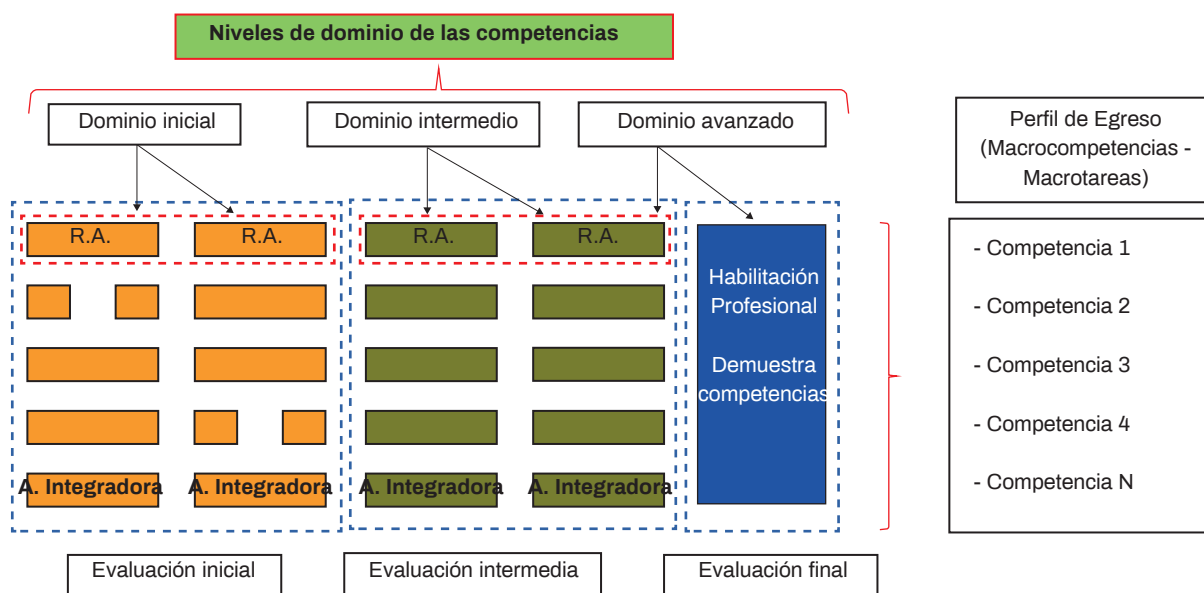 Niveles de dominio de las competencias
Dominio inicial
Dominio intermedio
Dominio avanzado
Perfil de Egreso
(Macrocompetencias -
Macrotareas)
R.A.
R.A.
R.A.
R.A.
Habilitación
Profesional
Demuestra
competencias
A. Integradora
A. Integradora
A. Integradora
A. Integradora
- Competencia 1
- Competencia 2
- Competencia 3
- Competencia 4
- Competencia N
Evaluación inicial
Evaluación intermedia
Evaluación final